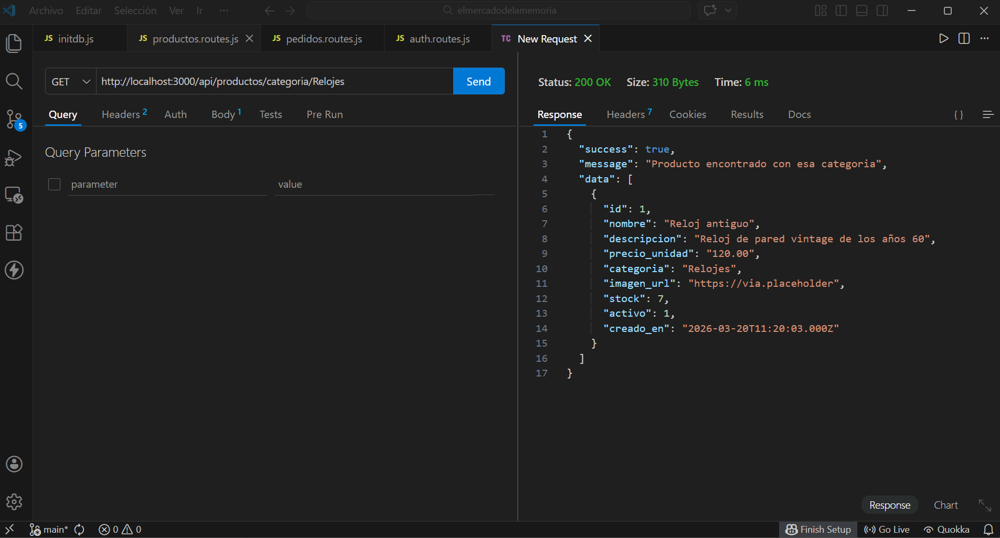 Archivo Editar Selección Ver Ir ··· elmercadodelamemoria
JS initdb.js JS productos.routes.js JS pedidos.routes.js JS auth.routes.js TC New Request
GET http://localhost:3000/api/productos/categoria/Relojes Send
Query Headers 2 Auth Body 1 Tests Pre Run
Query Parameters
parameter value
Status: 200 OK Size: 310 Bytes Time: 6 ms
Response Headers 7 Cookies Results Docs { }
1 {
2 "success": true,
3 "message": "Producto encontrado con esa categoria",
4 "data": [
5 {
6 "id": 1,
7 "nombre": "Reloj antiguo",
8 "descripcion": "Reloj de pared vintage de los años 60",
9 "precio_unidad": "120.00",
10 "categoria": "Relojes",
11 "imagen_url": "https://via.placeholder",
12 "stock": 7,
13 "activo": 1,
14 "creado_en": "2026-03-20T11:20:03.000Z"
15 }
16 ]
17 }
Response Chart
5
main* 0 0 Finish Setup Go Live Quokka